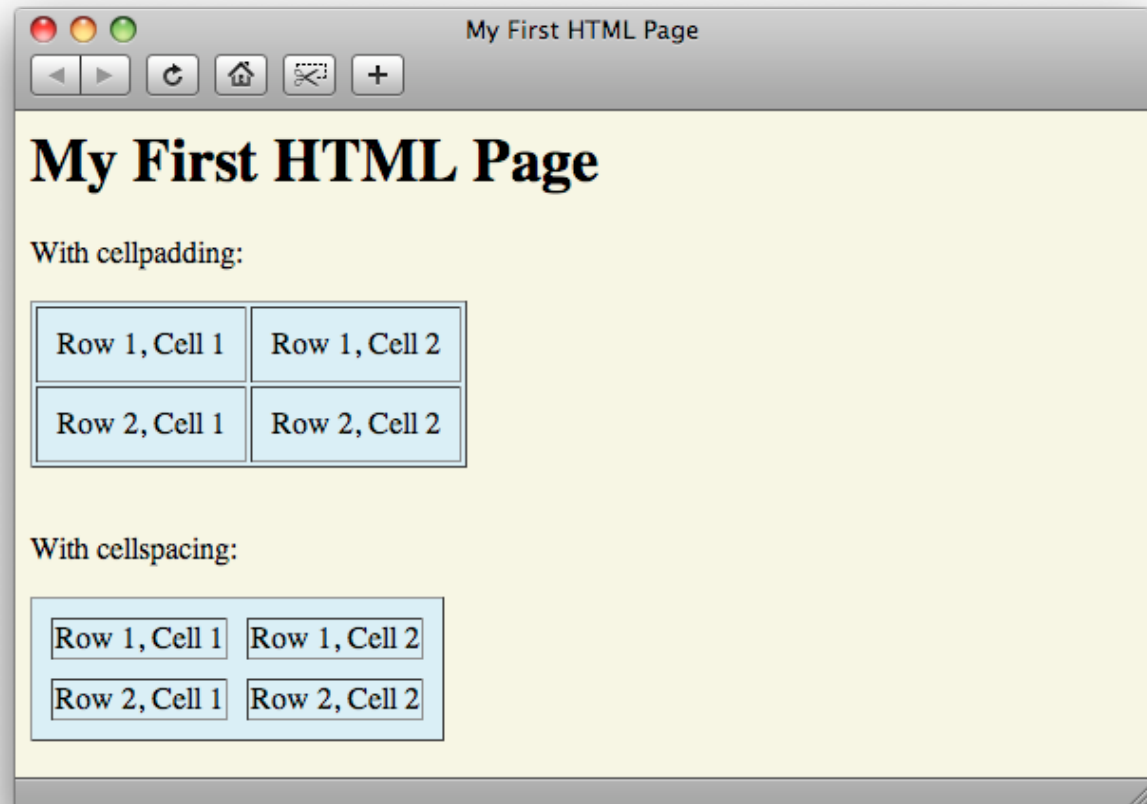 My First HTML Page
My First HTML Page
With cellpadding:
Row 1, Cell 1 Row 1, Cell 2
Row 2, Cell 1 Row 2, Cell 2
With cellspacing:
Row 1, Cell 1 Row 1, Cell 2
Row 2, Cell 1 Row 2, Cell 2